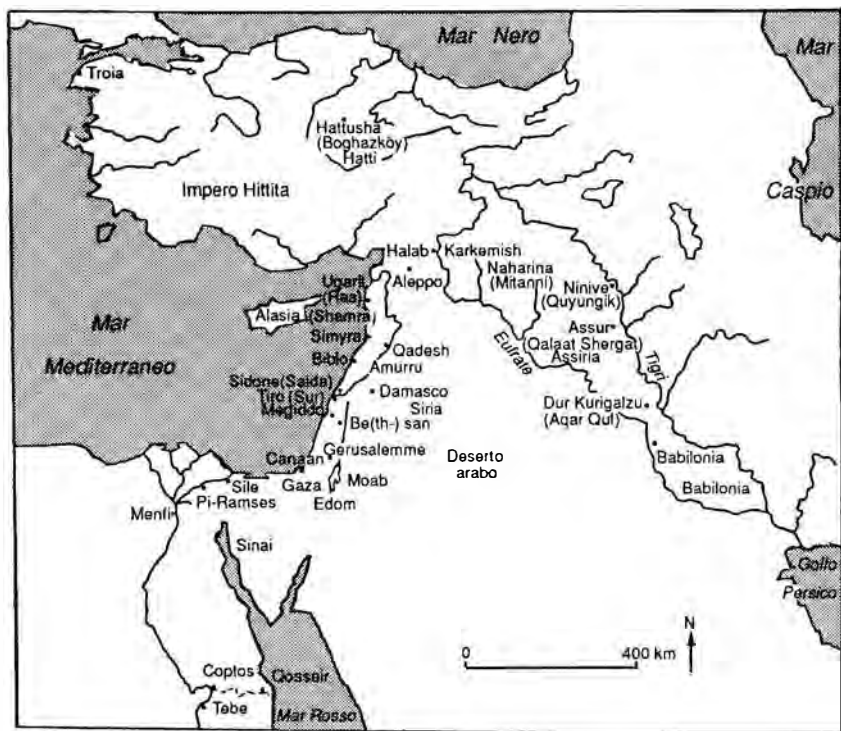 Mar Nero
Mar
Caspio
Troia
Hattusha
(Boghazköy)
Hatti
Impero Hittita
Halab
Karkemish
Aleppo
Naharina
(Mitanni)
Ninive
(Quyungik)
Assur
(Qalaat Shergat)
Assiria
Eufrate
Tigri
Ugarit
(Ras
Shamra)
Alasia
Mar
Mediterraneo
Simyra
Biblo
Qadesh
Amurru
Sidone (Saida)
Tiro (Sur)
Megiddo
Damasco
Siria
Be(th-) san
Dur Kurigalzu
(Aqar Quf)
Babilonia
Babilonia
Deserto
arabo
Gerusalemme
Canaan
Gaza
Moab
Edom
Sile
Pi-Ramses
Menfi
Sinai
Golfo
Persico
N
0
400 km
Coptos
Qosseir
Tebe
Mar Rosso